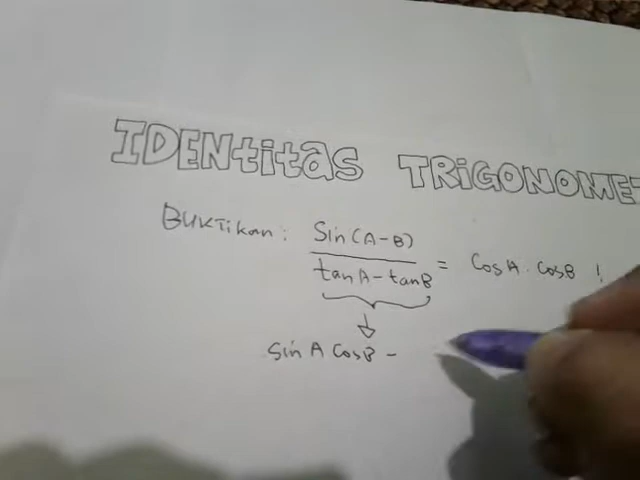 IDENtitas TRIGONOME
BUKTikan: Sin(A-B)
tanA-tanB = CosA . CosB !
Sin A CosB -